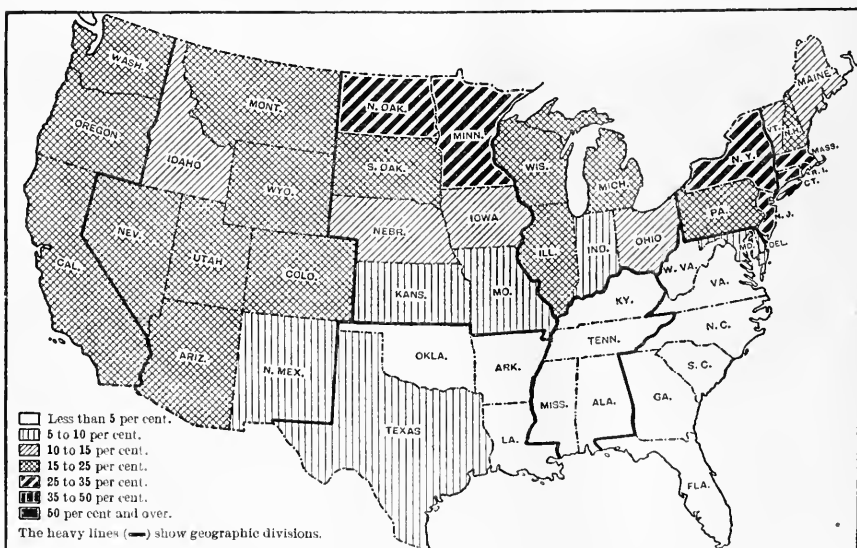 WASH.
MONT.
N. DAK.
MINN.
MAINE
OREGON
IDAHO
WYO.
S. DAK.
WIS.
MICH.
N.Y.
VT.
N.H.
MASS.
R.I.
CT.
NEV.
UTAH
COLO.
NEBR.
IOWA
ILL.
IND.
OHIO
PA.
N.J.
MD.
DEL.
CAL.
ARIZ.
N. MEX.
KANS.
MO.
KY.
W. VA.
VA.
OKLA.
ARK.
TENN.
N.C.
S.C.
TEXAS
LA.
MISS.
ALA.
GA.
FLA.
Less than 5 per cent.
5 to 10 per cent.
10 to 15 per cent.
15 to 25 per cent.
25 to 35 per cent.
35 to 50 per cent.
50 per cent and over.
The heavy lines (▬) show geographic divisions.